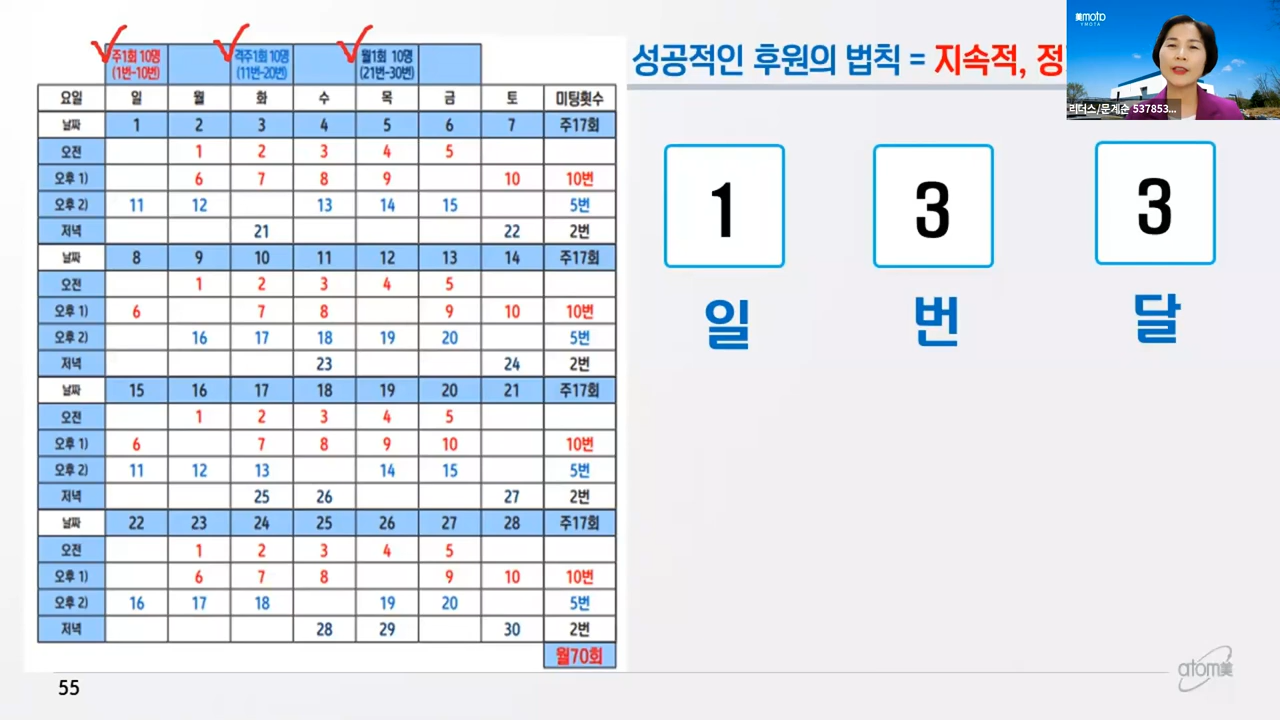 주1회 10명 격주1회 10명 월1회 10명
(1번-10번) (11번-20번) (21번-30번)
요일 일 월 화 수 목 금 토 미팅횟수
날짜 1 2 3 4 5 6 7 주17회
오전 1 2 3 4 5
오후 1) 6 7 8 9 10 10번
오후 2) 11 12 13 14 15 5번
저녁 21 22 2번
날짜 8 9 10 11 12 13 14 주17회
오전 1 2 3 4 5
오후 1) 6 7 8 9 10 10번
오후 2) 16 17 18 19 20 5번
저녁 23 24 2번
날짜 15 16 17 18 19 20 21 주17회
오전 1 2 3 4 5
오후 1) 6 7 8 9 10 10번
오후 2) 11 12 13 14 15 5번
저녁 25 26 27 2번
날짜 22 23 24 25 26 27 28 주17회
오전 1 2 3 4 5
오후 1) 6 7 8 9 10 10번
오후 2) 16 17 18 19 20 5번
저녁 28 29 30 2번
월70회
성공적인 후원의 법칙 = 지속적, 정
1 3 3
일 번 달
美mota
YMOTA
리더스/문계순 537853...
atom美
55